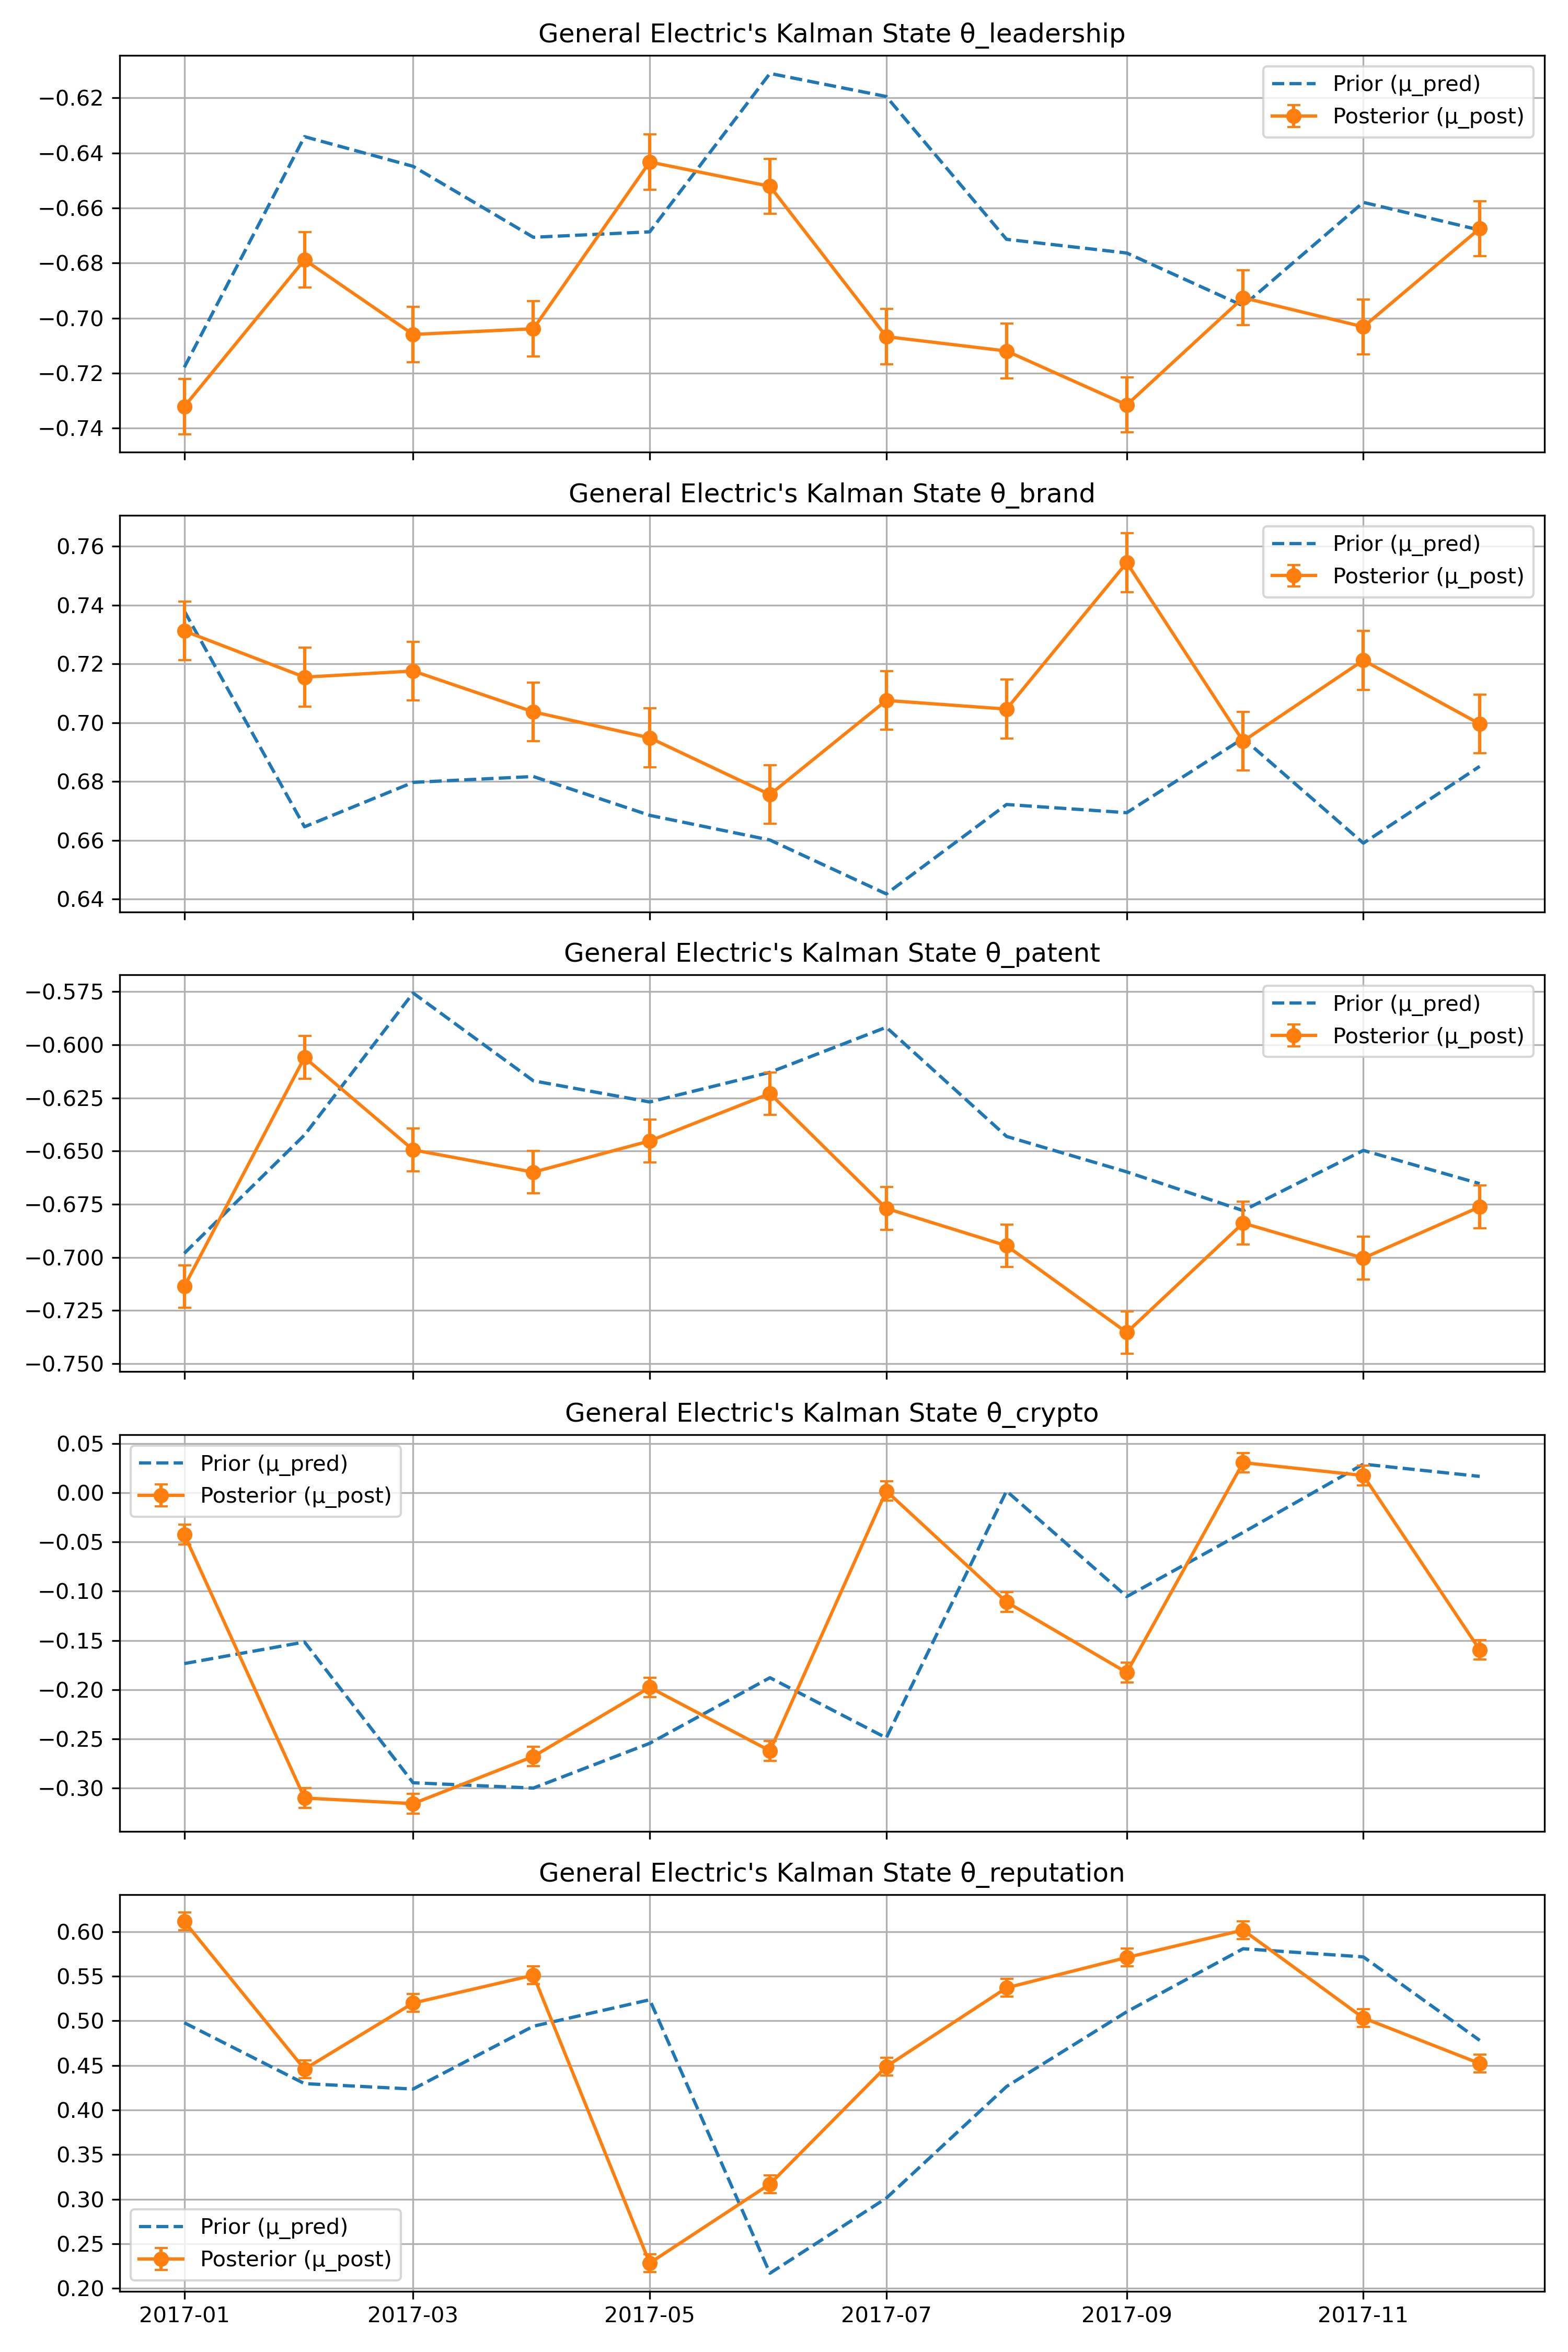 General Electric's Kalman State θ_leadership
Prior (μ_pred)
Posterior (μ_post)
−0.62
−0.64
−0.66
−0.68
−0.70
−0.72
−0.74
General Electric's Kalman State θ_brand
Prior (μ_pred)
Posterior (μ_post)
0.76
0.74
0.72
0.70
0.68
0.66
0.64
General Electric's Kalman State θ_patent
Prior (μ_pred)
Posterior (μ_post)
−0.575
−0.600
−0.625
−0.650
−0.675
−0.700
−0.725
−0.750
General Electric's Kalman State θ_crypto
Prior (μ_pred)
Posterior (μ_post)
0.05
0.00
−0.05
−0.10
−0.15
−0.20
−0.25
−0.30
General Electric's Kalman State θ_reputation
0.60
0.55
0.50
0.45
0.40
0.35
0.30
0.25
0.20
Prior (μ_pred)
Posterior (μ_post)
2017-01 2017-03 2017-05 2017-07 2017-09 2017-11